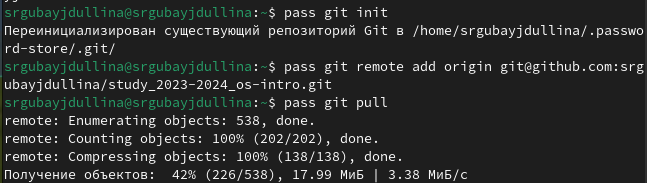 srgubayjdullina@srgubayjdullina:~$ pass git init
Переинициализирован существующий репозиторий Git в /home/srgubayjdullina/.passwo
rd-store/.git/
srgubayjdullina@srgubayjdullina:~$ pass git remote add origin git@github.com:srg
ubayjdullina/study_2023-2024_os-intro.git
srgubayjdullina@srgubayjdullina:~$ pass git pull
remote: Enumerating objects: 538, done.
remote: Counting objects: 100% (202/202), done.
remote: Compressing objects: 100% (138/138), done.
Получение объектов:  42% (226/538), 17.99 МиБ | 3.38 МиБ/с